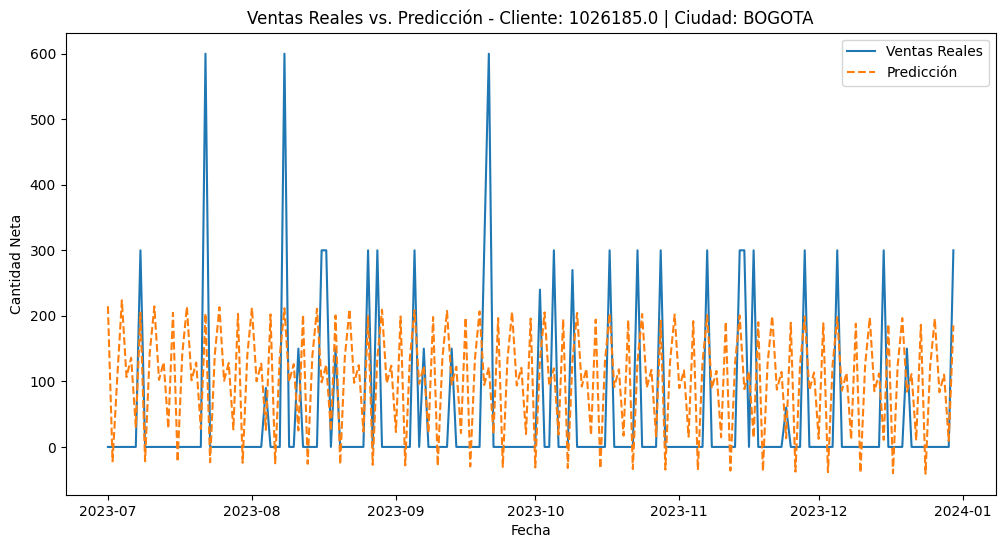 Ventas Reales vs. Predicción - Cliente: 1026185.0 | Ciudad: BOGOTA
Ventas Reales
Predicción
Cantidad Neta
600
500
400
300
200
100
0
2023-07
2023-08
2023-09
2023-10
2023-11
2023-12
2024-01
Fecha